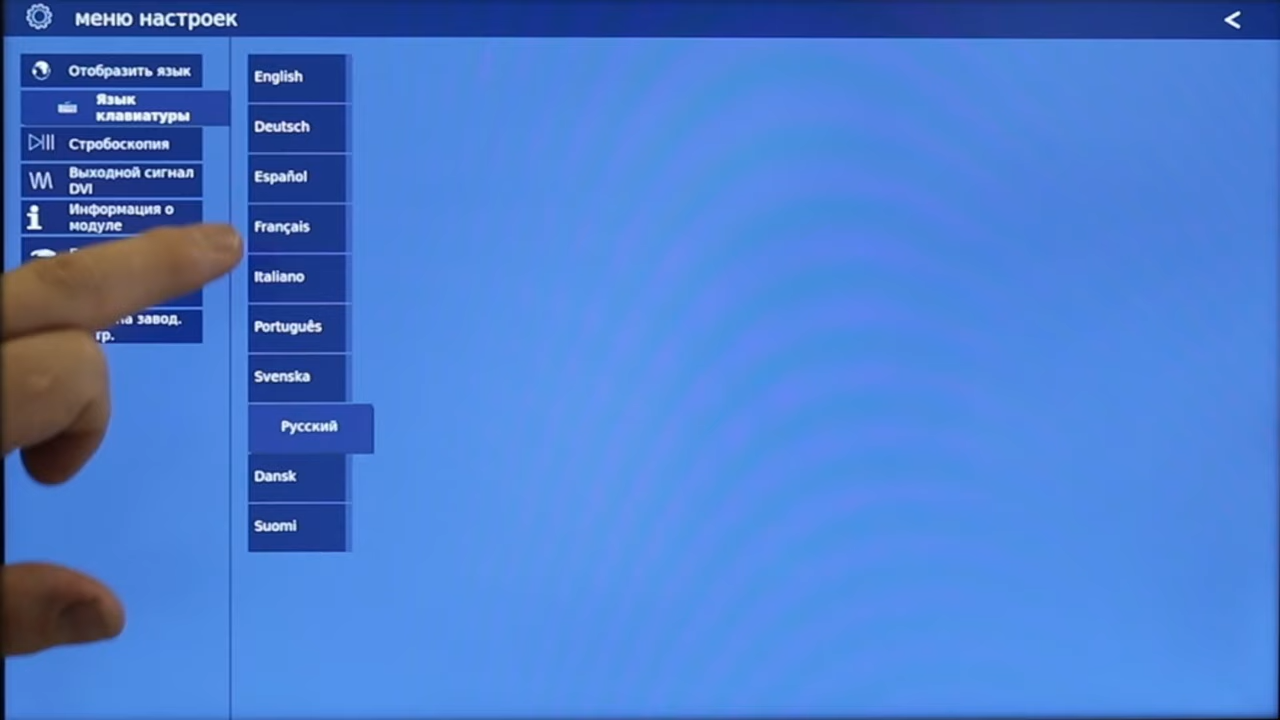 меню настроек
<
Отобразить язык
Язык
клавиатуры
Стробоскопия
Выходной сигнал
DVI
Информация о
модуле
завод.
English
Deutsch
Español
Français
Italiano
Português
Svenska
Русский
Dansk
Suomi